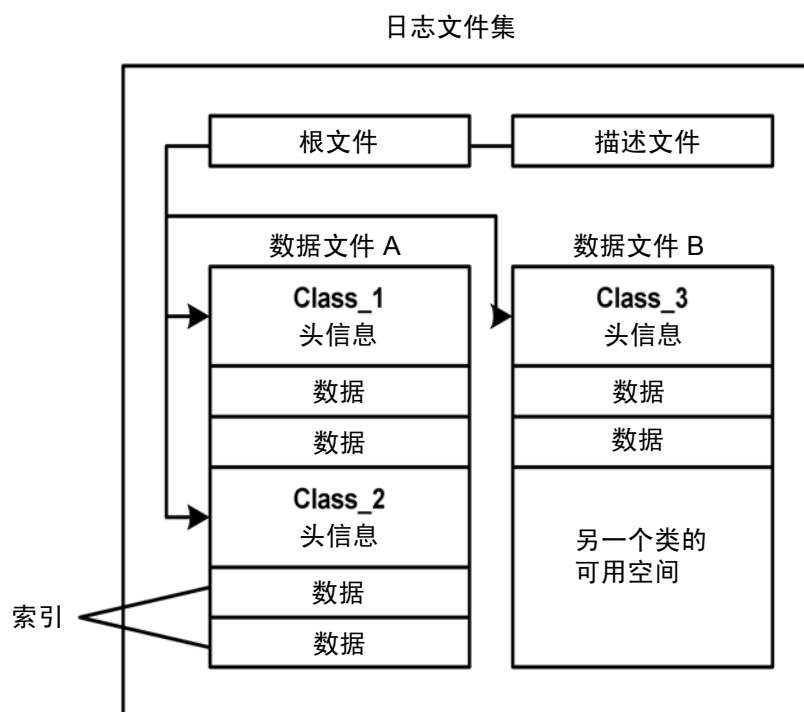 日志文件集
根文件
描述文件
数据文件 A
数据文件 B
Class_1
头信息
Class_3
头信息
数据
数据
数据
数据
Class_2
头信息
另一个类的
可用空间
索引
数据
数据